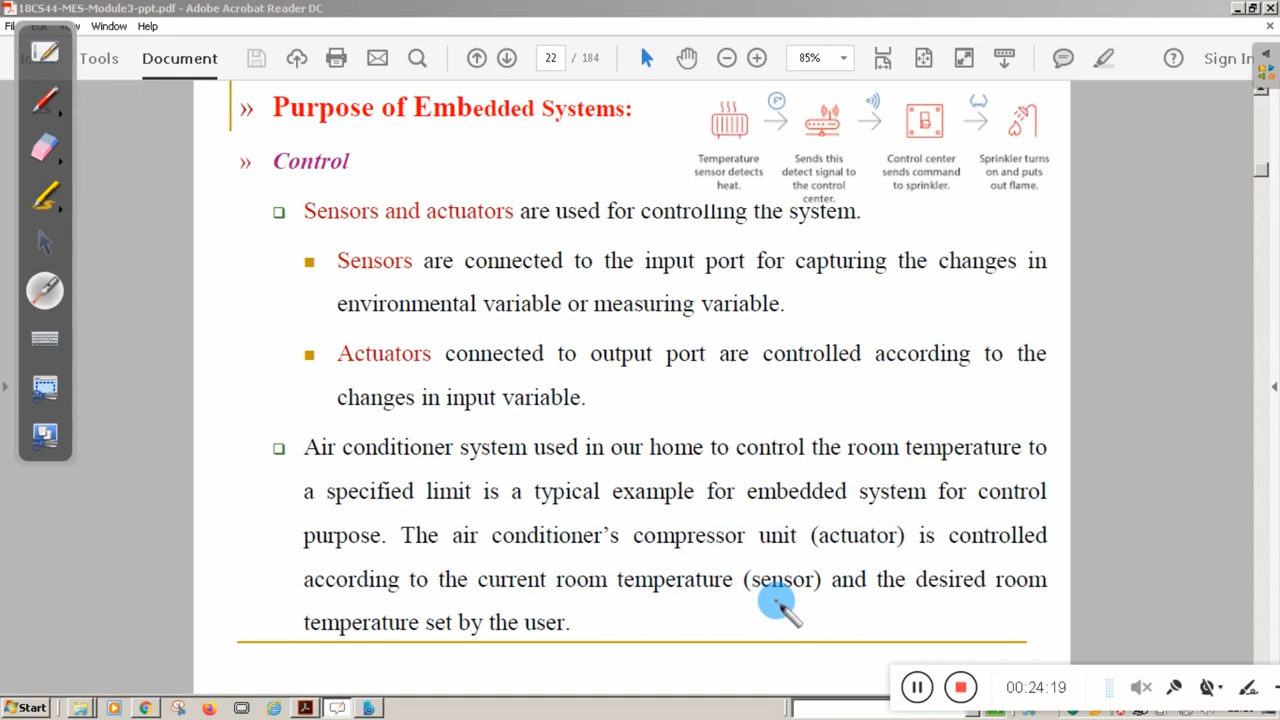 18CS44-MES-Module3-ppt.pdf - Adobe Acrobat Reader DC
Window Help
Tools Document 22 / 184 85% Sign In
» Purpose of Embedded Systems:
F°
Temperature sensor detects heat.
Sends this detect signal to the control center.
Control center sends command to sprinkler.
Sprinkler turns on and puts out flame.
» Control
Sensors and actuators are used for controlling the system.
Sensors are connected to the input port for capturing the changes in
environmental variable or measuring variable.
Actuators connected to output port are controlled according to the
changes in input variable.
Air conditioner system used in our home to control the room temperature to
a specified limit is a typical example for embedded system for control
purpose. The air conditioner’s compressor unit (actuator) is controlled
according to the current room temperature (sensor) and the desired room
temperature set by the user.
00:24:19
Start